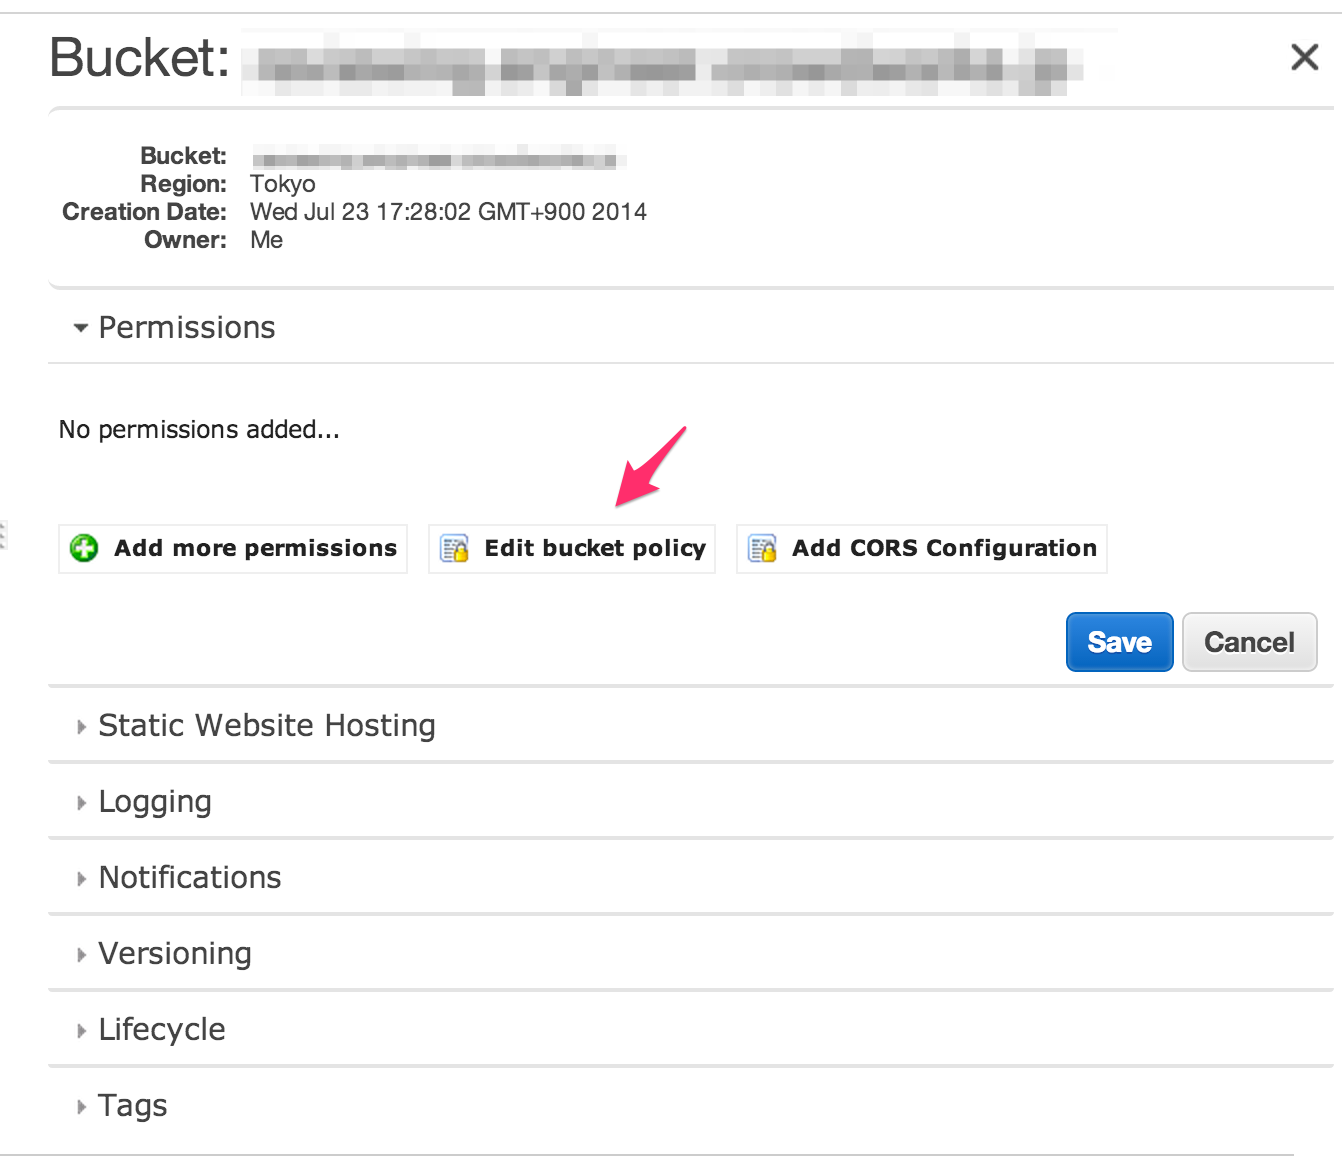 Bucket:
Bucket:
Region: Tokyo
Creation Date: Wed Jul 23 17:28:02 GMT+900 2014
Owner: Me
Permissions
No permissions added...
Add more permissions
Edit bucket policy
Add CORS Configuration
Save
Cancel
Static Website Hosting
Logging
Notifications
Versioning
Lifecycle
Tags